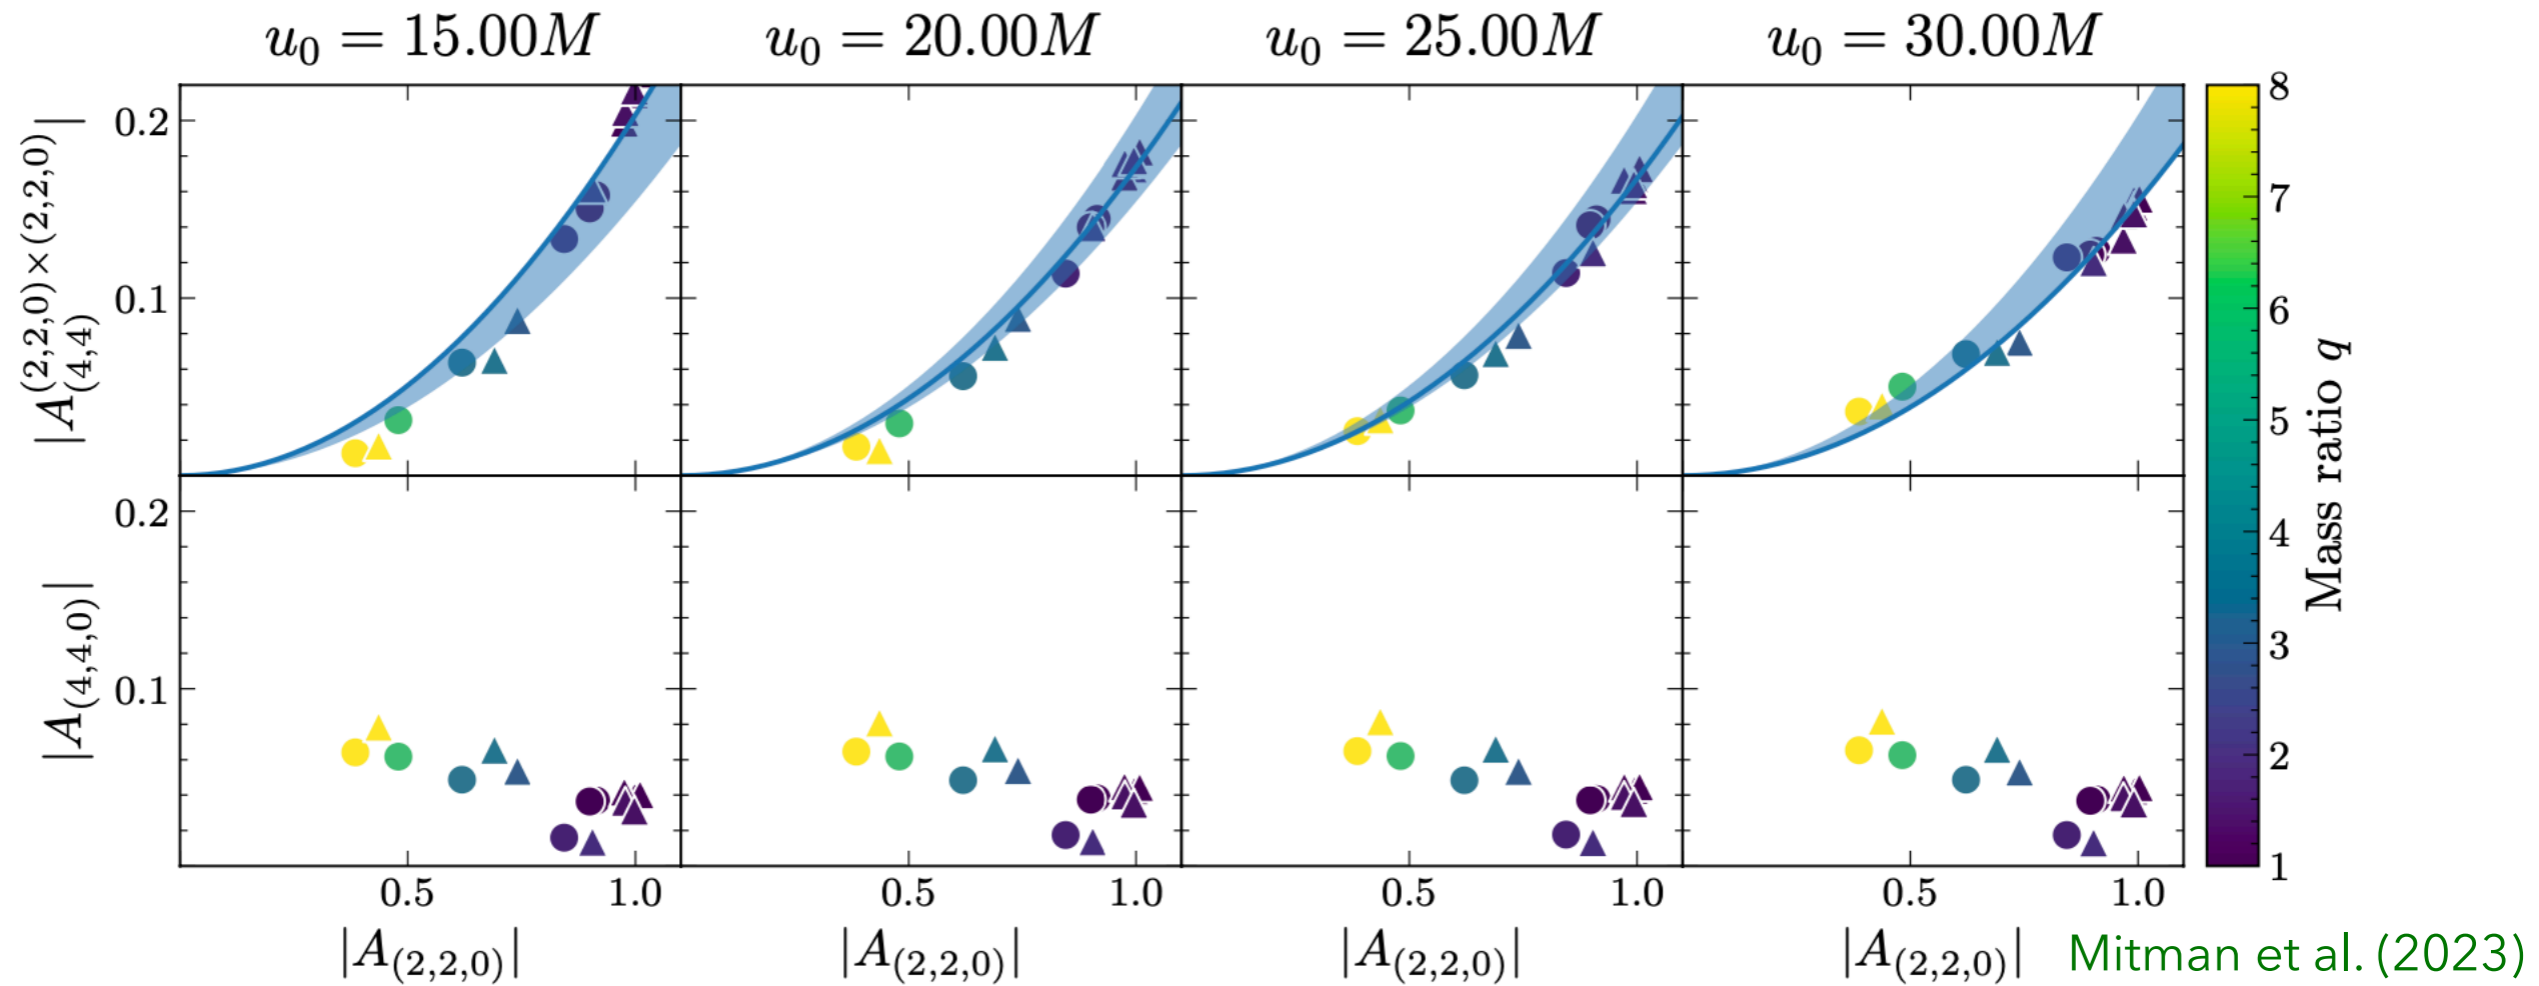 u₀ = 15.00M u₀ = 20.00M u₀ = 25.00M u₀ = 30.00M
|A_{(4,4)}^{(2,2,0)×(2,2,0)}|
0.2
0.1
|A_{(4,4,0)}|
0.2
0.1
0.5 1.0 0.5 1.0 0.5 1.0 0.5 1.0
|A_{(2,2,0)}| |A_{(2,2,0)}| |A_{(2,2,0)}| |A_{(2,2,0)}|
8
7
6
5
4
3
2
1
Mass ratio q
Mitman et al. (2023)